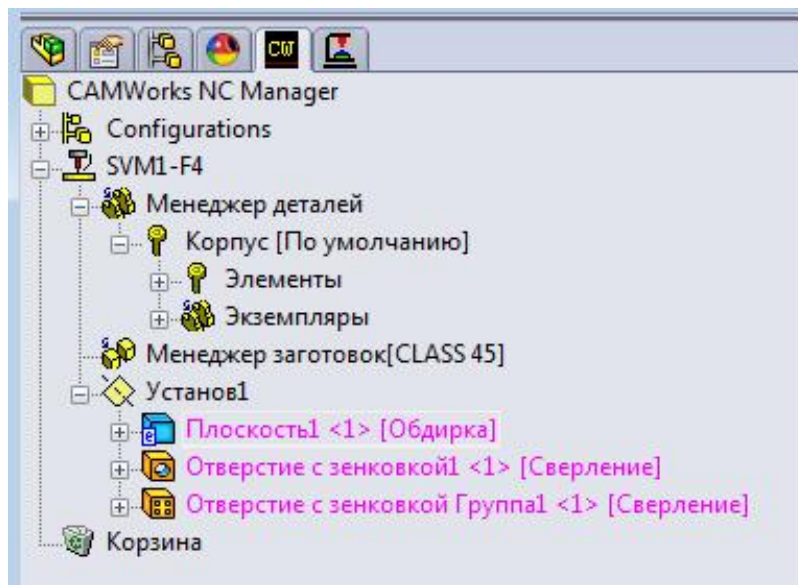 CW
CAMWorks NC Manager
Configurations
SVM1-F4
Менеджер деталей
Корпус [По умолчанию]
Элементы
Экземпляры
Менеджер заготовок[CLASS 45]
Установ1
Плоскость1 <1> [Обдирка]
Отверстие с зенковкой1 <1> [Сверление]
Отверстие с зенковкой Группа1 <1> [Сверление]
Корзина